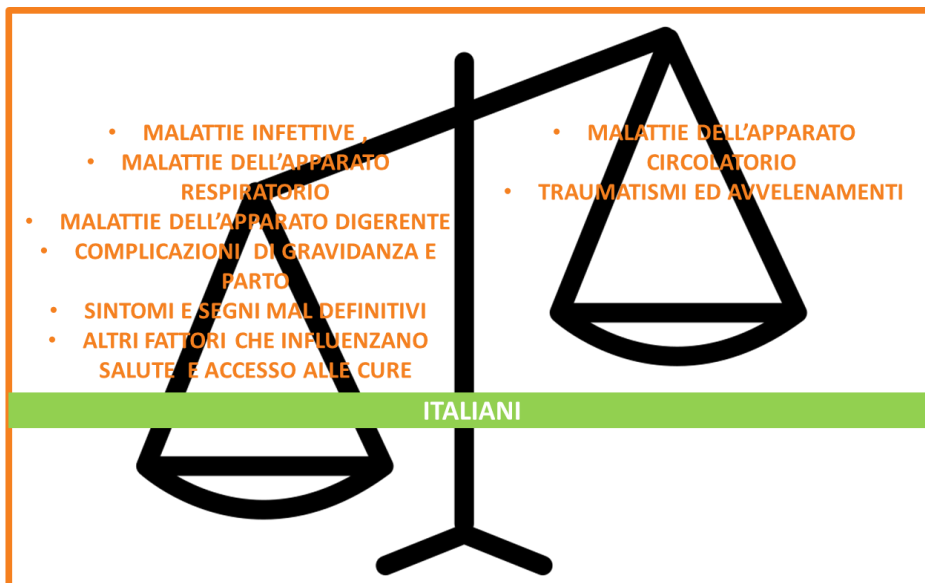 • MALATTIE INFETTIVE ,
• MALATTIE DELL'APPARATO
RESPIRATORIO
• MALATTIE DELL'APPARATO DIGERENTE
• COMPLICAZIONI DI GRAVIDANZA E
PARTO
• SINTOMI E SEGNI MAL DEFINITIVI
• ALTRI FATTORI CHE INFLUENZANO
SALUTE E ACCESSO ALLE CURE
• MALATTIE DELL'APPARATO
CIRCOLATORIO
• TRAUMATISMI ED AVVELENAMENTI
ITALIANI